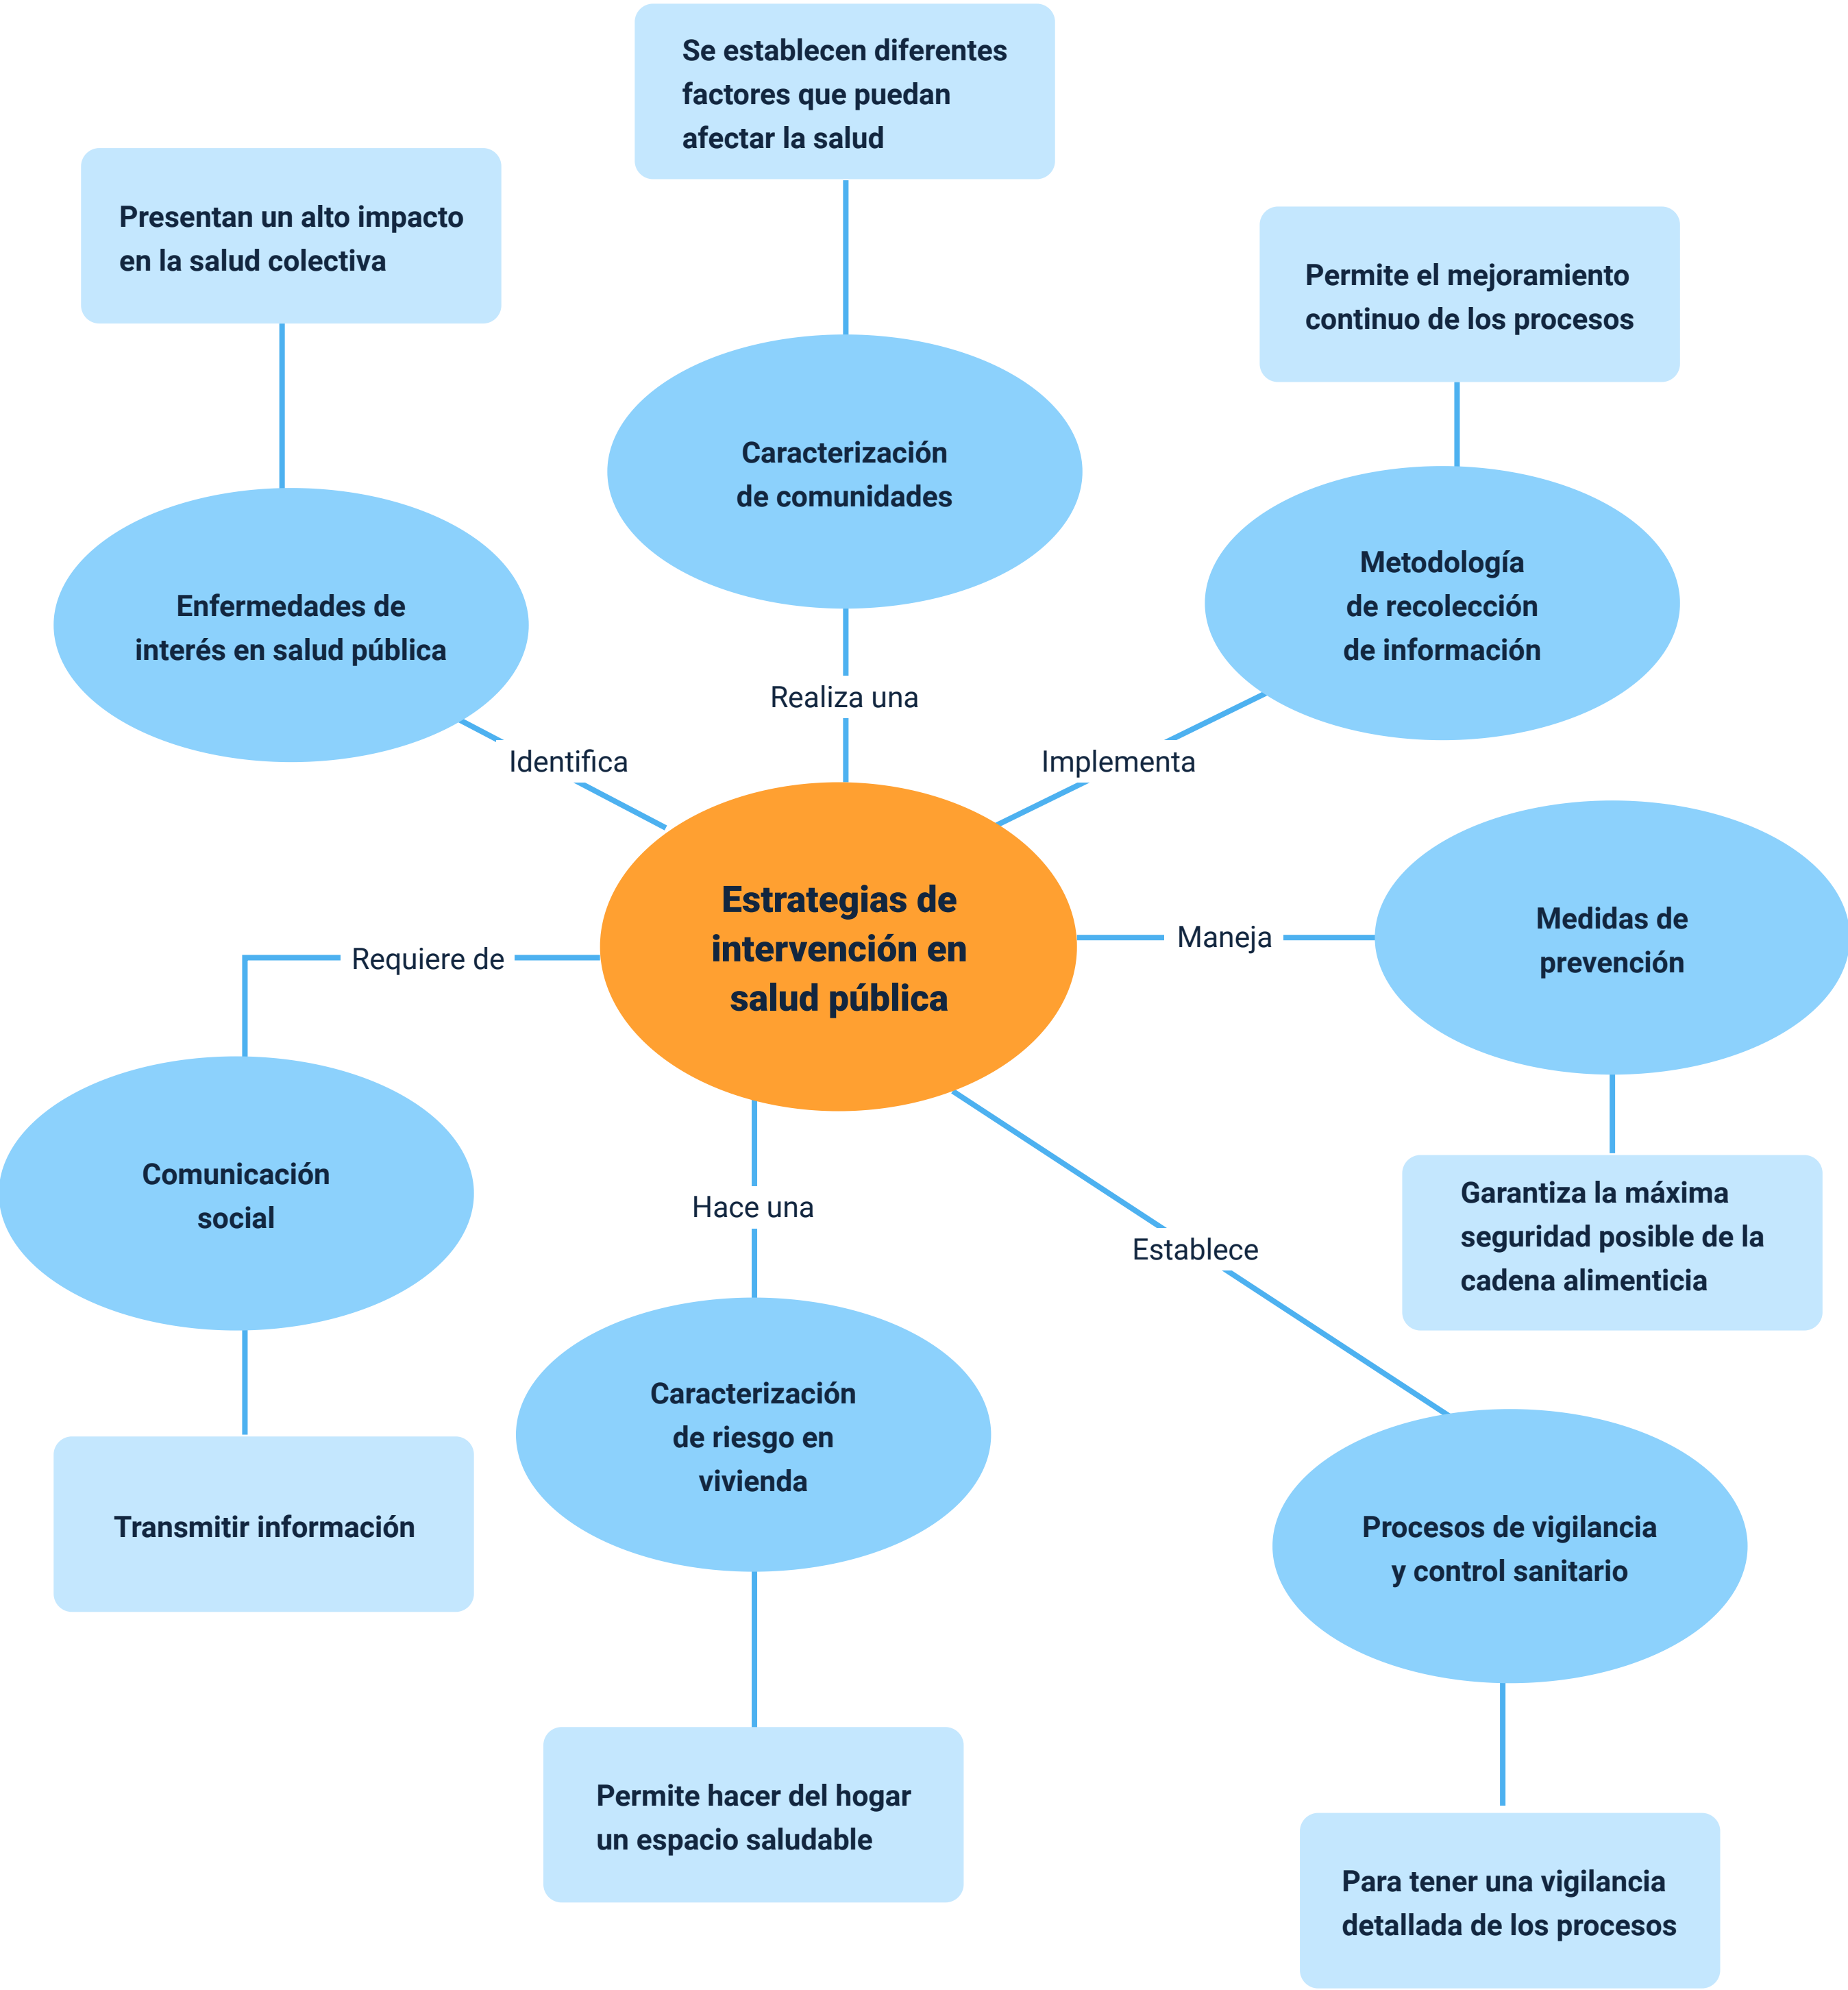 Se establecen diferentes
factores que puedan
afectar la salud
Presentan un alto impacto
en la salud colectiva
Permite el mejoramiento
continuo de los procesos
Caracterización
de comunidades
Metodología
de recolección
de información
Enfermedades de
interés en salud pública
Realiza una
Identifica
Implementa
Estrategias de
intervención en
salud pública
Maneja
Medidas de
prevención
Requiere de
Comunicación
social
Hace una
Establece
Garantiza la máxima
seguridad posible de la
cadena alimenticia
Caracterización
de riesgo en
vivienda
Transmitir información
Procesos de vigilancia
y control sanitario
Permite hacer del hogar
un espacio saludable
Para tener una vigilancia
detallada de los procesos